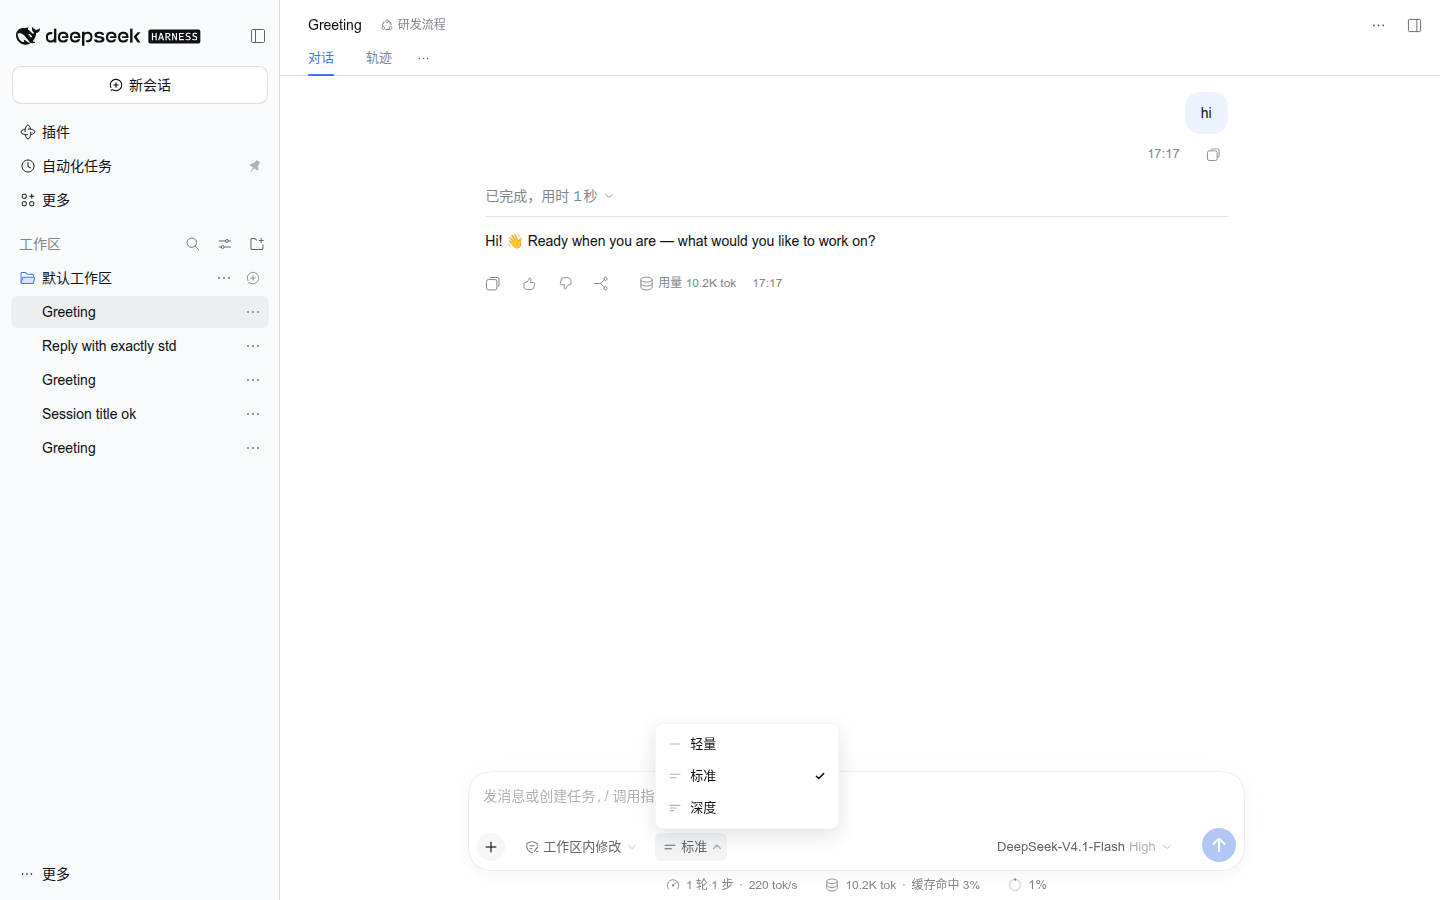 deepseek HARNESS
新会话
插件
自动化任务
更多
工作区
默认工作区
Greeting
Reply with exactly std
Greeting
Session title ok
Greeting
更多
Greeting 研发流程
对话 轨迹
hi
17:17
已完成，用时 1秒
Hi! 👋 Ready when you are — what would you like to work on?
用量 10.2K tok 17:17
轻量
标准
深度
发消息或创建任务, / 调用指
工作区内修改 标准 DeepSeek-V4.1-Flash High
1 轮 1 步 · 220 tok/s 10.2K tok · 缓存命中 3% 1%